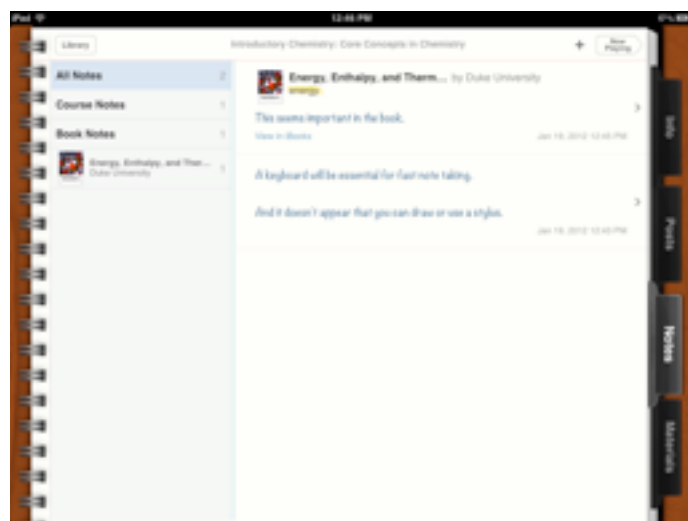 iPad 12:46 PM
Library Introductory Chemistry: Core Concepts in Chemistry + Now Playing
All Notes 2
Course Notes 1
Book Notes 1
Energy, Enthalpy, and Ther... 1
Duke University
Energy, Enthalpy, and Therm... by Duke University
energy
This seems important in the book.
View in iBooks Jan 19, 2012 12:45 PM
A keyboard will be essential for fast note taking.
And it doesn't appear that you can draw or use a stylus.
Jan 19, 2012 12:45 PM
Info
Posts
Notes
Materials